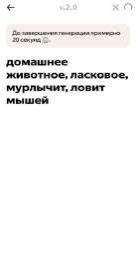 v.2.0
До завершения генерации примерно
20 секунд
домашнее
животное, ласковое,
мурлычит, ловит
мышей